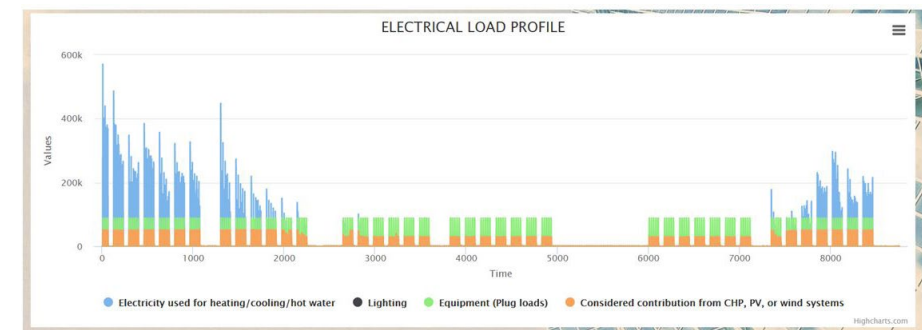 ELECTRICAL LOAD PROFILE
600k
400k
200k
0
Values
0 1000 2000 3000 4000 5000 6000 7000 8000
Time
Electricity used for heating/cooling/hot water Lighting Equipment (Plug loads) Considered contribution from CHP, PV, or wind systems
Highcharts.com